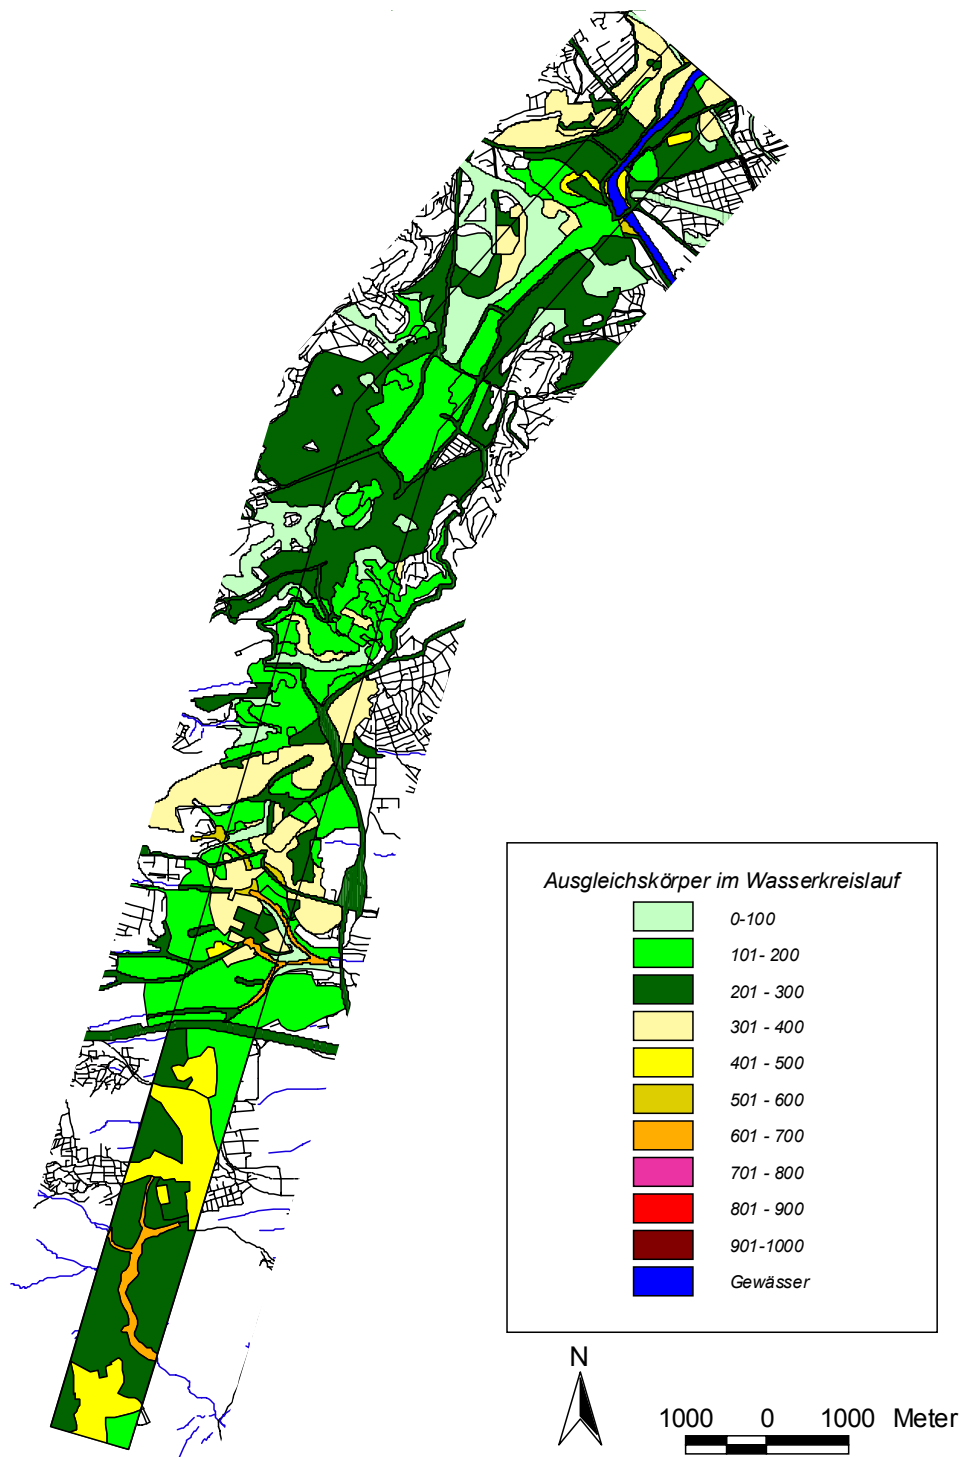 Ausgleichskörper im Wasserkreislauf
0-100
101- 200
201 - 300
301 - 400
401 - 500
501 - 600
601 - 700
701 - 800
801 - 900
901-1000
Gewässer
N
1000 0 1000 Meter